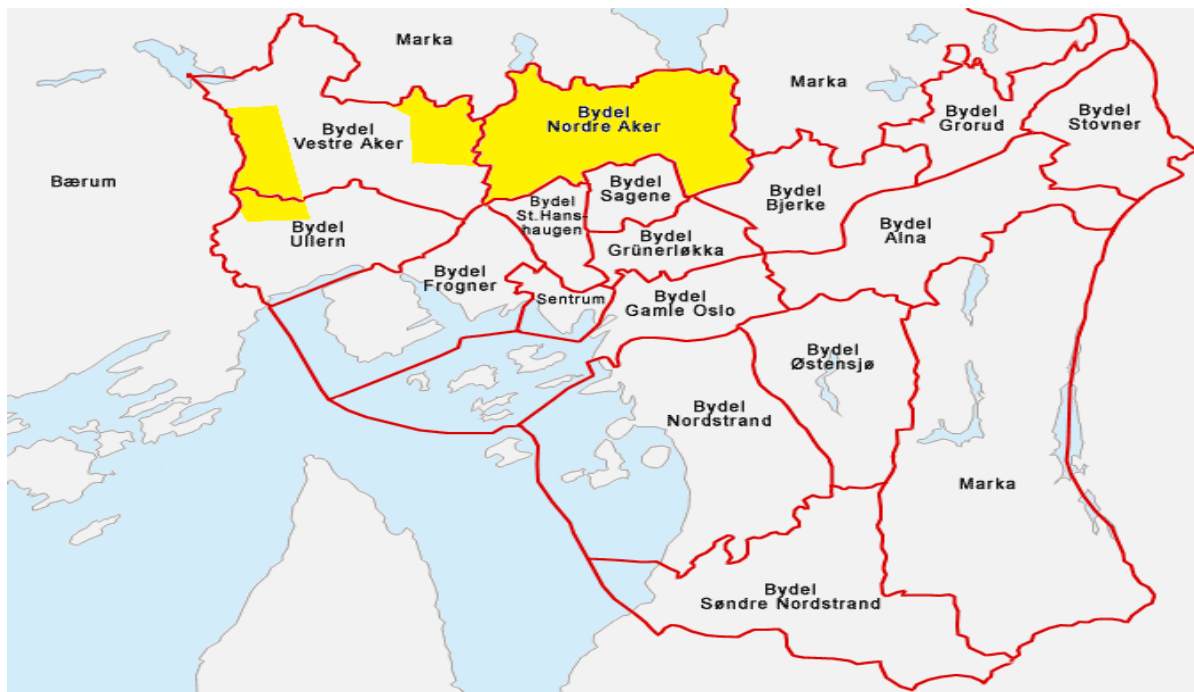 Marka
Marka
Bydel
Nordre Aker
Bydel
Grorud
Bydel
Stovner
Bydel
Vestre Aker
Bærum
Bydel
Sagene
Bydel
Bjerke
Bydel
St.Hans-
haugen
Bydel
Ullern
Bydel
Grünerløkka
Bydel
Alna
Bydel
Frogner
Sentrum
Bydel
Gamle Oslo
Bydel
Østensjø
Bydel
Nordstrand
Marka
Bydel
Søndre Nordstrand